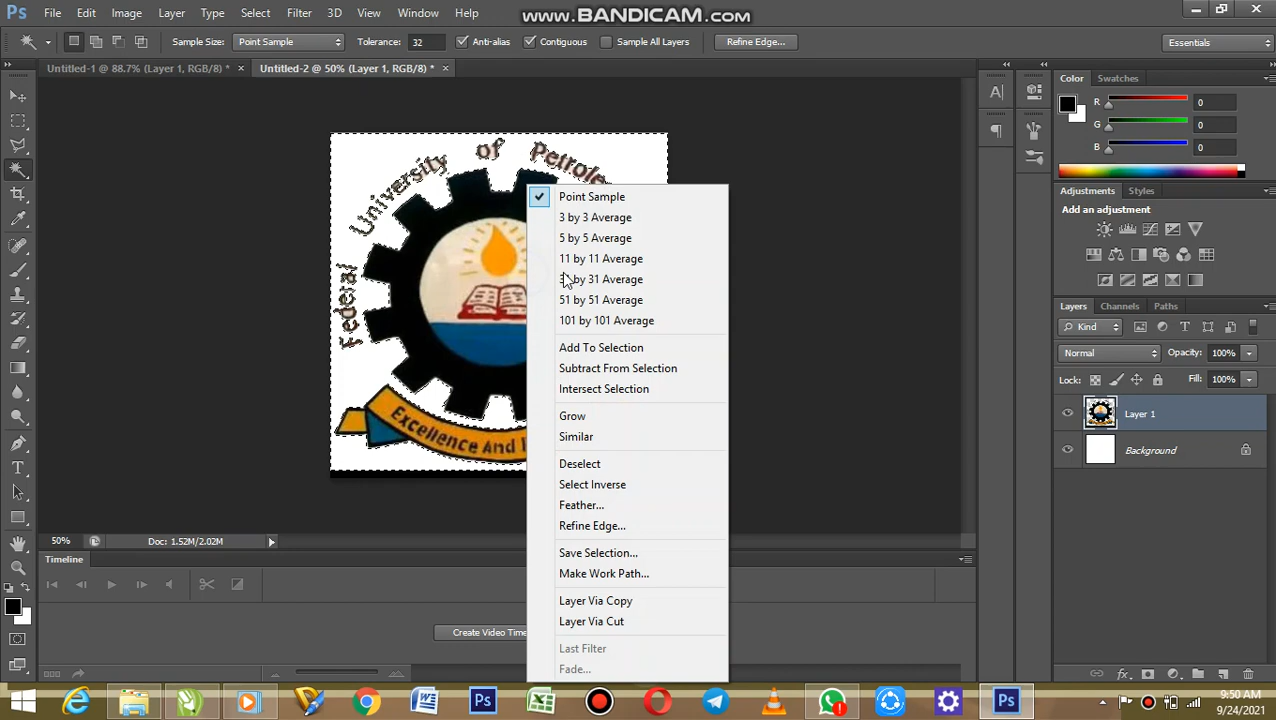 Ps File Edit Image Layer Type Select Filter 3D View Window Help
www.BANDICAM.com
Sample Size: Point Sample Tolerance: 32 Anti-alias Contiguous Sample All Layers Refine Edge... Essentials
Untitled-1 @ 88.7% (Layer 1, RGB/8) * × Untitled-2 @ 50% (Layer 1, RGB/8) * ×
Federal University of Petrole
Excellence And I
Point Sample
3 by 3 Average
5 by 5 Average
11 by 11 Average
by 31 Average
51 by 51 Average
101 by 101 Average
Add To Selection
Subtract From Selection
Intersect Selection
Grow
Similar
Deselect
Select Inverse
Feather...
Refine Edge...
Save Selection...
Make Work Path...
Layer Via Copy
Layer Via Cut
Last Filter
Fade...
Color Swatches
R 0
G 0
B 0
Adjustments Styles
Add an adjustment
Layers Channels Paths
Kind
Normal Opacity: 100%
Lock: Fill: 100%
Layer 1
Background
50% Doc: 1.52M/2.02M
Timeline
Create Video Time
9:50 AM
9/24/2021